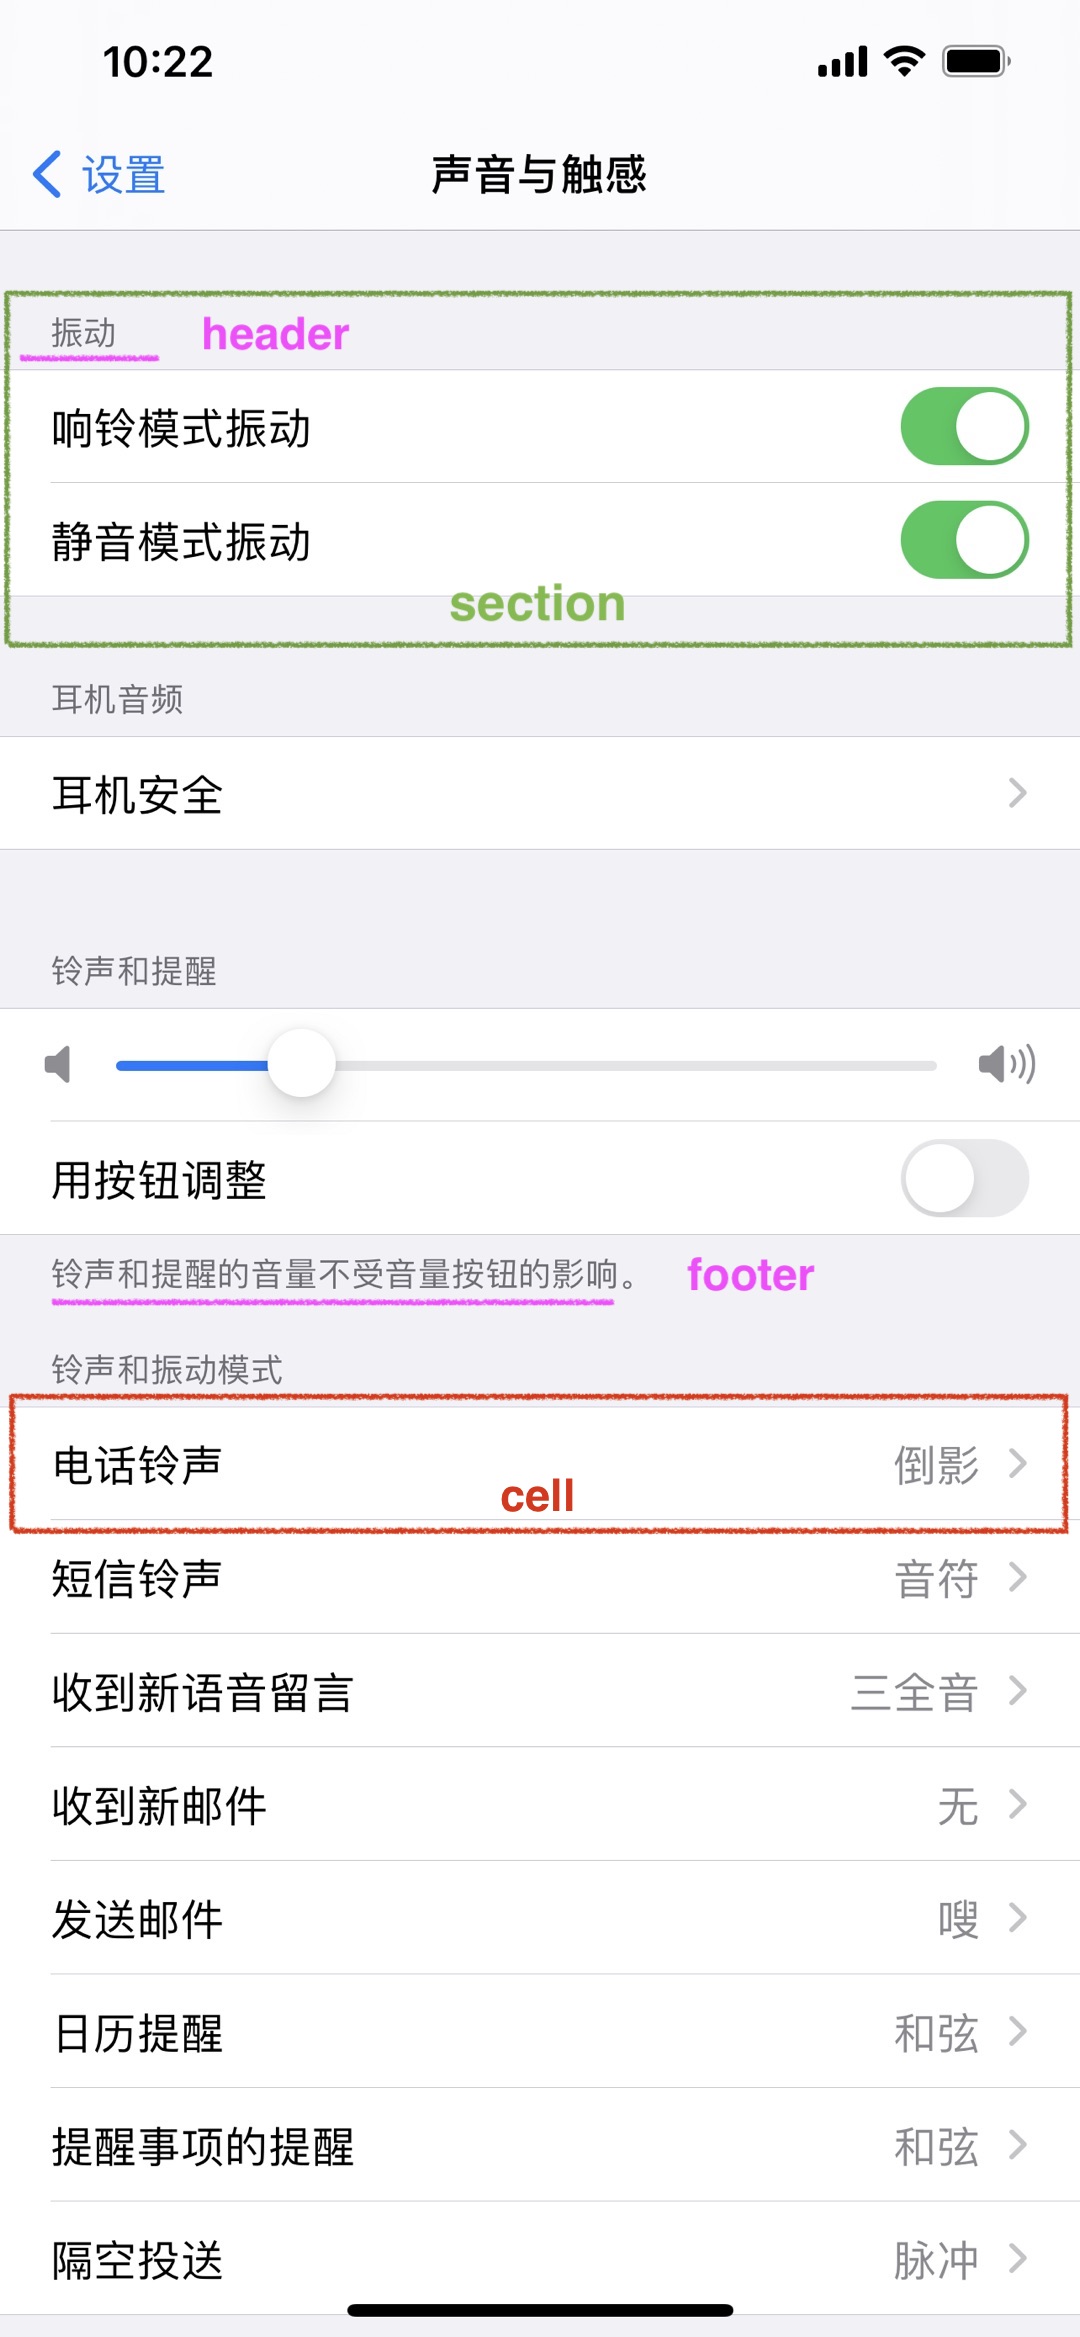 10:22
设置
声音与触感
振动 header
响铃模式振动
静音模式振动
section
耳机音频
耳机安全
铃声和提醒
用按钮调整
铃声和提醒的音量不受音量按钮的影响。 footer
铃声和振动模式
电话铃声 倒影
cell
短信铃声 音符
收到新语音留言 三全音
收到新邮件 无
发送邮件 嗖
日历提醒 和弦
提醒事项的提醒 和弦
隔空投送 脉冲